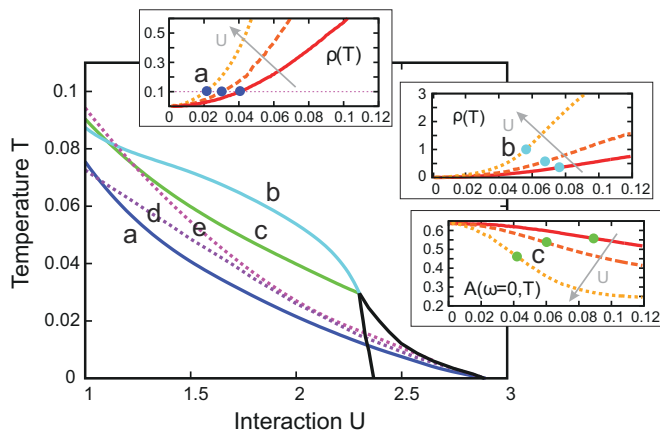 0.5
0.3
0.1
a
U
ρ(T)
0 0.02 0.04 0.06 0.08 0.1 0.12
3
2
1
0
ρ(T)
U
b
0 0.02 0.04 0.06 0.08 0.1 0.12
0.6
0.5
0.4
0.3
0.2
c
U
A(ω=0,T)
0 0.02 0.04 0.06 0.08 0.1 0.12
Temperature T
0.1
0.08
0.06
0.04
0.02
0
b
c
d
e
a
1 1.5 2 2.5 3
Interaction U